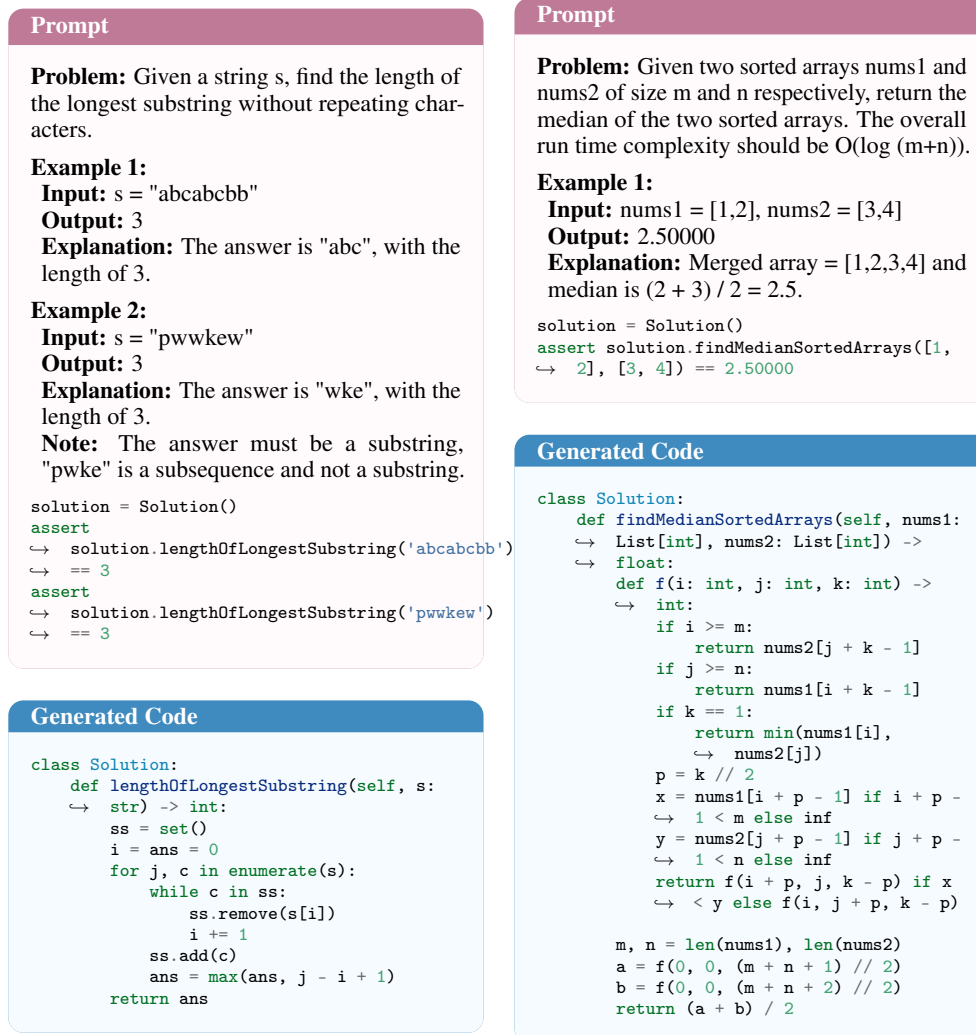 Prompt
Problem: Given a string s, find the length of
the longest substring without repeating char-
acters.
Example 1:
Input: s = "abcabcbb"
Output: 3
Explanation: The answer is "abc", with the
length of 3.
Example 2:
Input: s = "pwwkew"
Output: 3
Explanation: The answer is "wke", with the
length of 3.
Note: The answer must be a substring,
"pwke" is a subsequence and not a substring.
solution = Solution()
assert
↪ solution.lengthOfLongestSubstring('abcabcbb')
↪ == 3
assert
↪ solution.lengthOfLongestSubstring('pwwkew')
↪ == 3
Generated Code
class Solution:
    def lengthOfLongestSubstring(self, s:
    ↪ str) -> int:
        ss = set()
        i = ans = 0
        for j, c in enumerate(s):
            while c in ss:
                ss.remove(s[i])
                i += 1
            ss.add(c)
            ans = max(ans, j - i + 1)
        return ans
Prompt
Problem: Given two sorted arrays nums1 and
nums2 of size m and n respectively, return the
median of the two sorted arrays. The overall
run time complexity should be O(log (m+n)).
Example 1:
Input: nums1 = [1,2], nums2 = [3,4]
Output: 2.50000
Explanation: Merged array = [1,2,3,4] and
median is (2 + 3) / 2 = 2.5.
solution = Solution()
assert solution.findMedianSortedArrays([1,
↪ 2], [3, 4]) == 2.50000
Generated Code
class Solution:
    def findMedianSortedArrays(self, nums1:
    ↪ List[int], nums2: List[int]) ->
    ↪ float:
        def f(i: int, j: int, k: int) ->
        ↪ int:
            if i >= m:
                return nums2[j + k - 1]
            if j >= n:
                return nums1[i + k - 1]
            if k == 1:
                return min(nums1[i],
                ↪ nums2[j])
            p = k // 2
            x = nums1[i + p - 1] if i + p -
            ↪ 1 < m else inf
            y = nums2[j + p - 1] if j + p -
            ↪ 1 < n else inf
            return f(i + p, j, k - p) if x
            ↪ < y else f(i, j + p, k - p)
        m, n = len(nums1), len(nums2)
        a = f(0, 0, (m + n + 1) // 2)
        b = f(0, 0, (m + n + 2) // 2)
        return (a + b) / 2